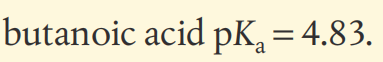 butanoic acid pKₐ = 4.83.